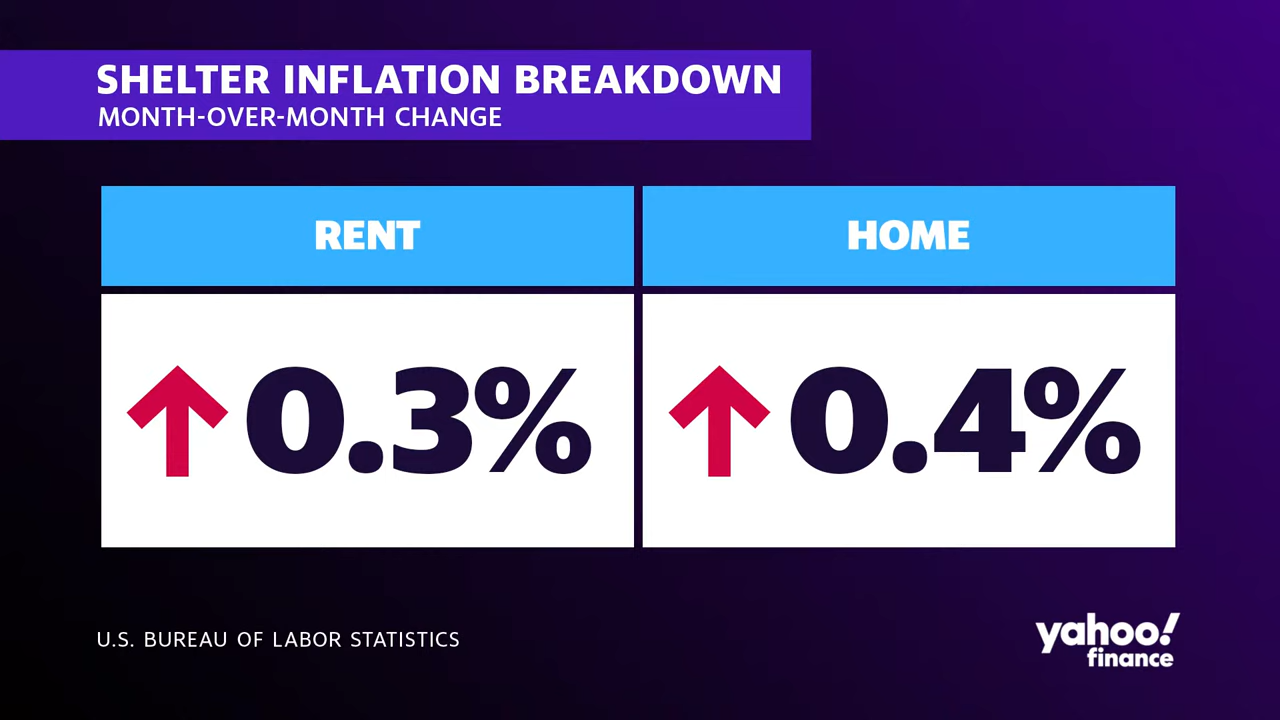 SHELTER INFLATION BREAKDOWN
MONTH-OVER-MONTH CHANGE
RENT
HOME
0.3%
0.4%
U.S. BUREAU OF LABOR STATISTICS
yahoo!
finance